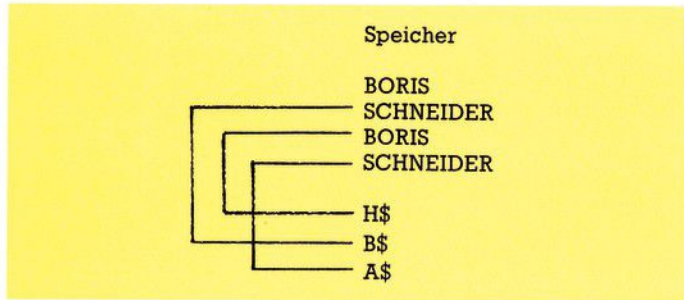 Speicher
BORIS
SCHNEIDER
BORIS
SCHNEIDER
H$
B$
A$